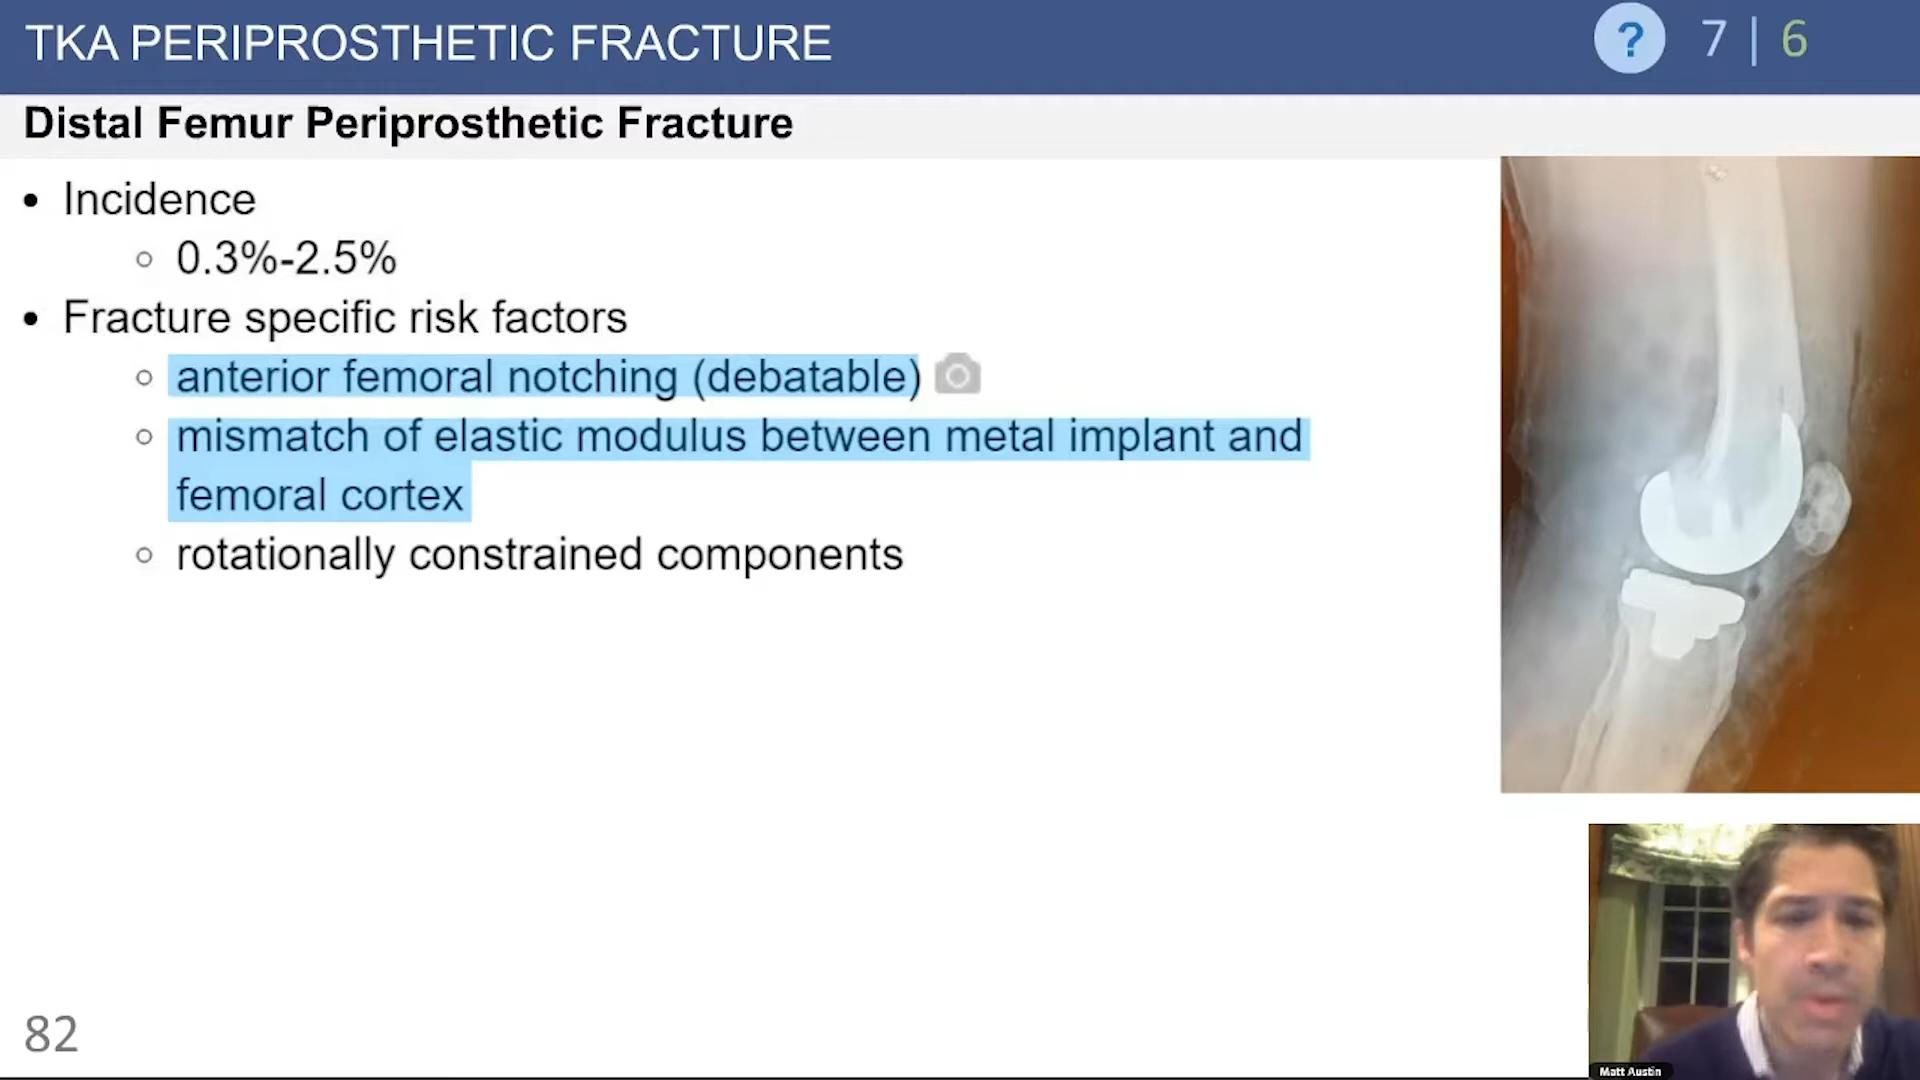 TKA PERIPROSTHETIC FRACTURE
? 7 | 6
Distal Femur Periprosthetic Fracture
• Incidence
○ 0.3%-2.5%
• Fracture specific risk factors
○ anterior femoral notching (debatable)
○ mismatch of elastic modulus between metal implant and
femoral cortex
○ rotationally constrained components
82
Matt Austin